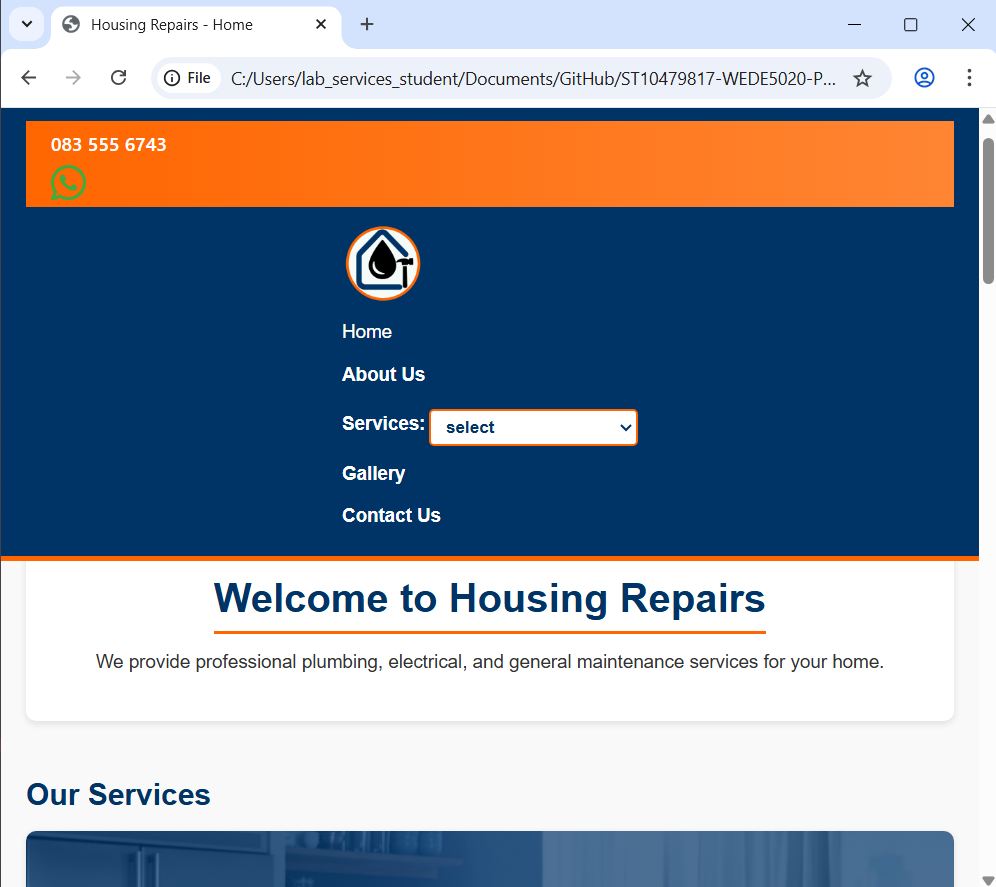 Housing Repairs - Home
File
C:/Users/lab_services_student/Documents/GitHub/ST10479817-WEDE5020-P...
083 555 6743
Home
About Us
Services: select
Gallery
Contact Us
Welcome to Housing Repairs
We provide professional plumbing, electrical, and general maintenance services for your home.
Our Services